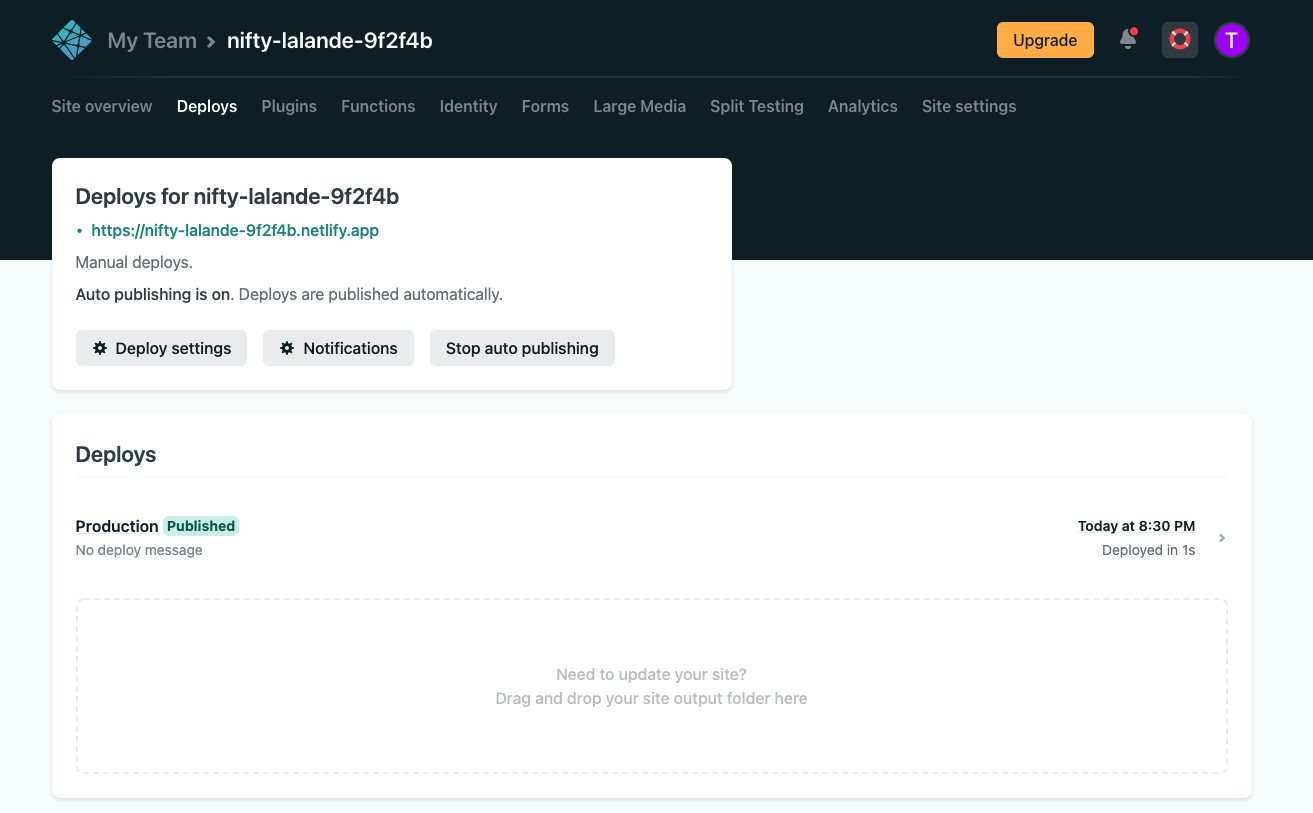 My Team > nifty-lalande-9f2f4b
Upgrade
T
Site overview Deploys Plugins Functions Identity Forms Large Media Split Testing Analytics Site settings
Deploys for nifty-lalande-9f2f4b
• https://nifty-lalande-9f2f4b.netlify.app
Manual deploys.
Auto publishing is on. Deploys are published automatically.
Deploy settings Notifications Stop auto publishing
Deploys
Production Published
Today at 8:30 PM
No deploy message
Deployed in 1s
Need to update your site?
Drag and drop your site output folder here